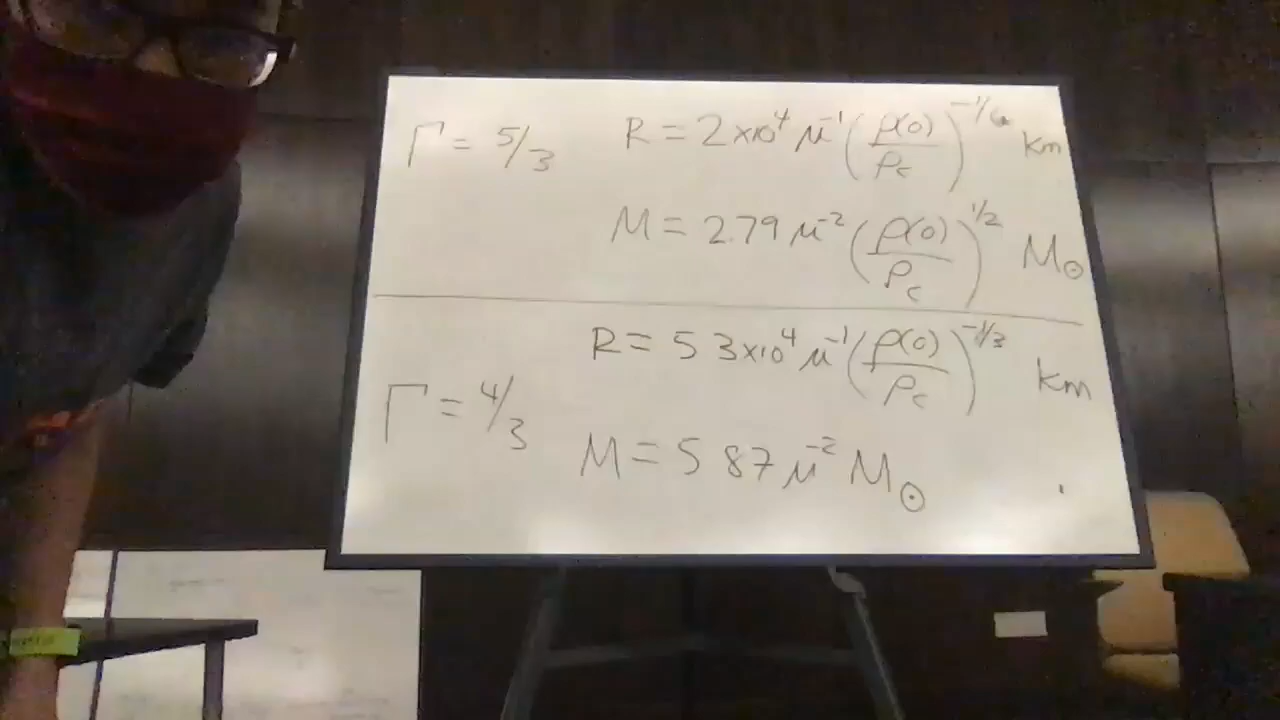 Γ = 5/3
R = 2×10⁴ μ⁻¹ (ρ(0)/ρc)^(-1/6) km
M = 2.79 μ⁻² (ρ(0)/ρc)^(1/2) M☉
R = 5 3×10⁴ μ⁻¹ (ρ(0)/ρc)^(-1/3) km
Γ = 4/3
M = 5 87 μ⁻² M☉